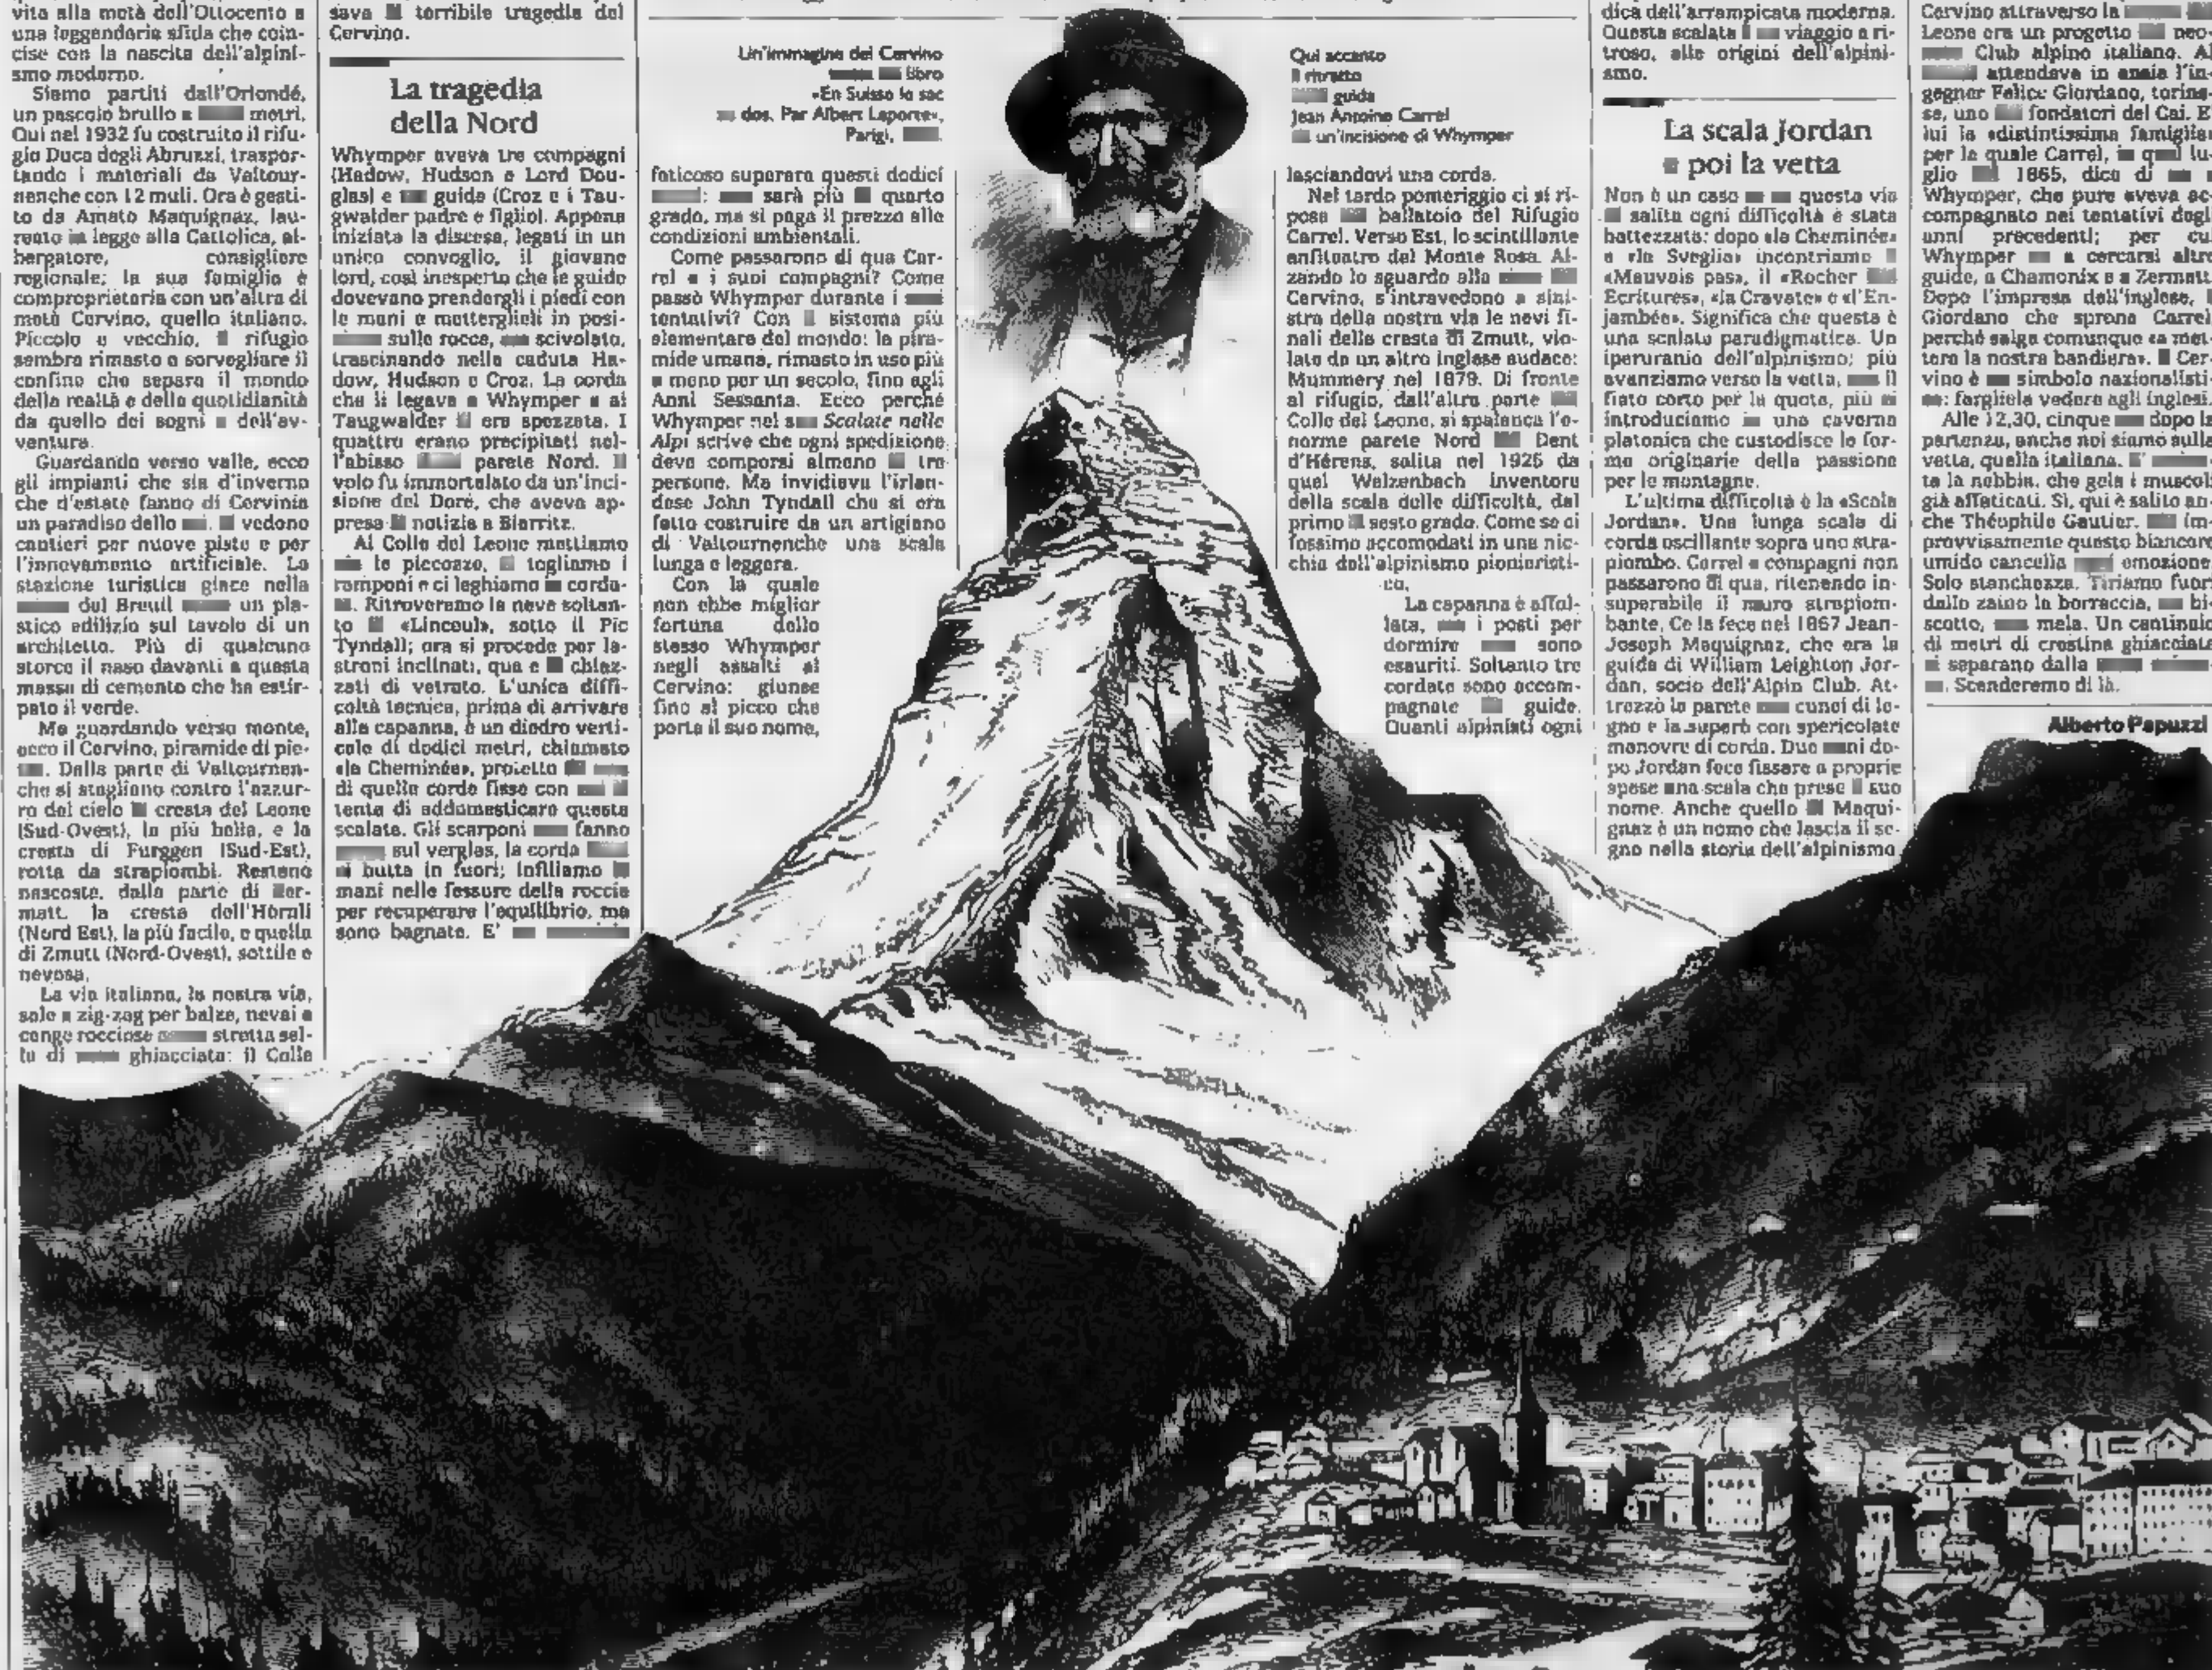 vita alla metà dell'Ottocento a
una leggendaria sfida che coin-
cise con la nascita dell'alpini-
smo moderno.
Siamo partiti dall'Oriondé,
un pascolo brullo a metri.
Qui nel 1932 fu costruito il rifu-
gio Duca degli Abruzzi, traspor-
tando i materiali da Valtour-
nenche con 12 muli. Ora è gesti-
to da Amato Maquignaz, lau-
reato in legge alla Cattolica, al-
bergatore, consigliere
regionale; la sua famiglia è
comproprietaria con un'altra di
metà Cervino, quello italiano.
Piccolo e vecchio, il rifugio
sembra rimasto a sorvegliare il
confine che separa il mondo
della realtà e della quotidianità
da quello dei sogni e dell'av-
ventura.
Guardando verso valle, ecco
gli impianti che sia d'inverno
che d'estate fanno di Cervinia
un paradiso dello vedono
cantieri per nuove piste e per
l'innevamento artificiale. La
stazione turistica giace nella
del Breuil un pla-
stico edilizio sul tavolo di un
architetto. Più di qualcuno
storce il naso davanti a questa
massa di cemento che ha estir-
pato il verde.
Ma guardando verso monte,
ecco il Cervino, piramide di pie-
Dalla parte di Valtournen-
che si stagliano contro l'azzur-
ro del cielo cresta del Leone
(Sud-Ovest), la più bella, e la
cresta di Furggen (Sud-Est),
rotta da strapiombi. Restano
nascoste, dalla parte di Zer-
matt, la cresta dell'Hörnli
(Nord Est), la più facile, e quella
di Zmutt (Nord-Ovest), sottile e
nevosa.
La via italiana, la nostra via,
sale a zig-zag per balze, nevai e
cenge rocciose stretta sel-
la di ghiacciata: il Colle
sava terribile tragedia del
Cervino.
La tragedia
della Nord
Whymper aveva tre compagni
(Hadow, Hudson e Lord Dou-
glas) e guide (Croz e i Tau-
gwalder padre e figlio). Appena
iniziata la discesa, legati in un
unico convoglio, il giovane
lord, così inesperto che le guide
dovevano prendergli i piedi con
le mani e metterglieli in posi-
sulle rocce, scivolato,
trascinando nella caduta Ha-
dow, Hudson e Croz. La corda
che li legava a Whymper e ai
Taugwalder si era spezzata. I
quattro erano precipitati nel-
l'abisso parete Nord. Il
volo fu immortalato da un'inci-
sione del Doré, che aveva ap-
preso notizia a Biarritz.
Al Colle del Leone mettiamo
le piccozze, togliamo i
ramponi e ci leghiamo in corda-
Ritroveremo la neve soltan-
to «Linceul», sotto il Pic
Tyndall; ora si procede per la-
stroni inclinati, qua e chiaz-
zati di vetrato. L'unica diffi-
coltà tecnica, prima di arrivare
alla capanna, è un diedro verti-
cale di dodici metri, chiamato
«la Cheminée», protetto
di quelle corde fisse con
tenta di addomesticare questa
scalata. Gli scarponi fanno
sul verglas, la corda
butta in fuori; infiliamo
mani nelle fessure della roccia
per recuperare l'equilibrio, ma
sono bagnate. E'
Un'immagine del Cervino
libro
«En Suisse le sac
dos, Par Albert Laporte»,
Parigi,
faticoso superare questi dodici
sarà più quarto
grado, ma si paga il prezzo alle
condizioni ambientali.
Come passarono di qua Car-
rel e i suoi compagni? Come
passò Whymper durante i
tentativi? Con il sistema più
elementare del mondo: la pira-
mide umana, rimasto in uso più
o meno per un secolo, fino agli
Anni Sessanta. Ecco perché
Whymper nel suo Scalate nelle
Alpi scrive che ogni spedizione
deve comporsi almeno tre
persone. Ma invidiava l'irlan-
dese John Tyndall che si era
fatto costruire da un artigiano
di Valtournenche una scala
lunga e leggera.
Con la quale
non ebbe miglior
fortuna dello
stesso Whymper
negli assalti al
Cervino: giunse
fino al picco che
porta il suo nome,
Qui accanto
il ritratto
guida
Jean Antoine Carrel
un'incisione di Whymper
lasciandovi una corda.
Nel tardo pomeriggio ci si ri-
posa ballatoio del Rifugio
Carrel. Verso Est, lo scintillante
anfiteatro del Monte Rosa. Al-
zando lo sguardo alla
Cervino, s'intravedono a sini-
stra della nostra via le nevi fi-
nali della cresta di Zmutt, vio-
lata da un altro inglese audace:
Mummery nel 1879. Di fronte
al rifugio, dall'altra parte
Colle del Leone, si spalanca l'e-
norme parete Nord Dent
d'Hérens, salita nel 1925 da
quel Welzenbach inventore
della scala delle difficoltà, dal
primo sesto grado. Come se ci
fossimo accomodati in una nic-
chia dell'alpinismo pionieristi-
co.
La capanna è affol-
lata, i posti per
dormire sono
esauriti. Soltanto tre
cordate sono accom-
pagnate guide.
Quanti alpinisti ogni
dica dell'arrampicata moderna.
Questa scalata viaggio a ri-
troso, alle origini dell'alpini-
smo.
La scala Jordan
e poi la vetta
Non è un caso questa via
salita ogni difficoltà è stata
battezzata: dopo «la Cheminée»
e «la Sveglia» incontriamo
«Mauvais pas», il «Rocher
Ecritures», «la Cravate» e «l'En-
jambée». Significa che questa è
una scalata paradigmatica. Un
iperuranio dell'alpinismo; più
avanziamo verso la vetta, il
fiato corto per la quota, più ci
introduciamo in una caverna
platonica che custodisce le for-
me originarie della passione
per le montagne.
L'ultima difficoltà è la «Scala
Jordan». Una lunga scala di
corda oscillante sopra uno stra-
piombo. Carrel e compagni non
passarono di qua, ritenendo in-
superabile il muro strapiom-
bante. Ce la fece nel 1867 Jean-
Joseph Maquignaz, che era la
guida di William Leighton Jor-
dan, socio dell'Alpin Club. At-
trezzò la parete cunei di le-
gno e la superò con spericolate
manovre di corda. Due anni do-
po Jordan fece fissare a proprie
spese una scala che prese il suo
nome. Anche quello Maqui-
gnaz è un nome che lascia il se-
gno nella storia dell'alpinismo
Cervino attraverso la
Leone era un progetto neo-
Club alpino italiano. Al
attendeva in ansia l'in-
gegner Felice Giordano, torine-
se, uno fondatori del Cai. E'
lui la «distintissima famiglia»
per la quale Carrel, in quel lu-
glio 1865, dice di
Whymper, che pure aveva ac-
compagnato nei tentativi degli
anni precedenti; per cui
Whymper a cercarsi altre
guide, a Chamonix e a Zermatt.
Dopo l'impresa dell'inglese,
Giordano che sprona Carrel
perché salga comunque «a met-
tere la nostra bandiera». Il Cer-
vino è simbolo nazionalisti-
fargliela vedere agli inglesi.
Alle 12,30, cinque dopo la
partenza, anche noi siamo sulla
vetta, quella italiana. E'
ta la nebbia, che gela i muscoli
già affaticati. Sì, qui è salito an-
che Théophile Gautier. Im-
provvisamente questo biancore
umido cancella emozione.
Solo stanchezza. Tiriamo fuori
dallo zaino la borraccia, bi-
scotto, mela. Un centinaio
di metri di crestina ghiacciata
ci separano dalla
Scenderemo di là.
Alberto Papuzzi